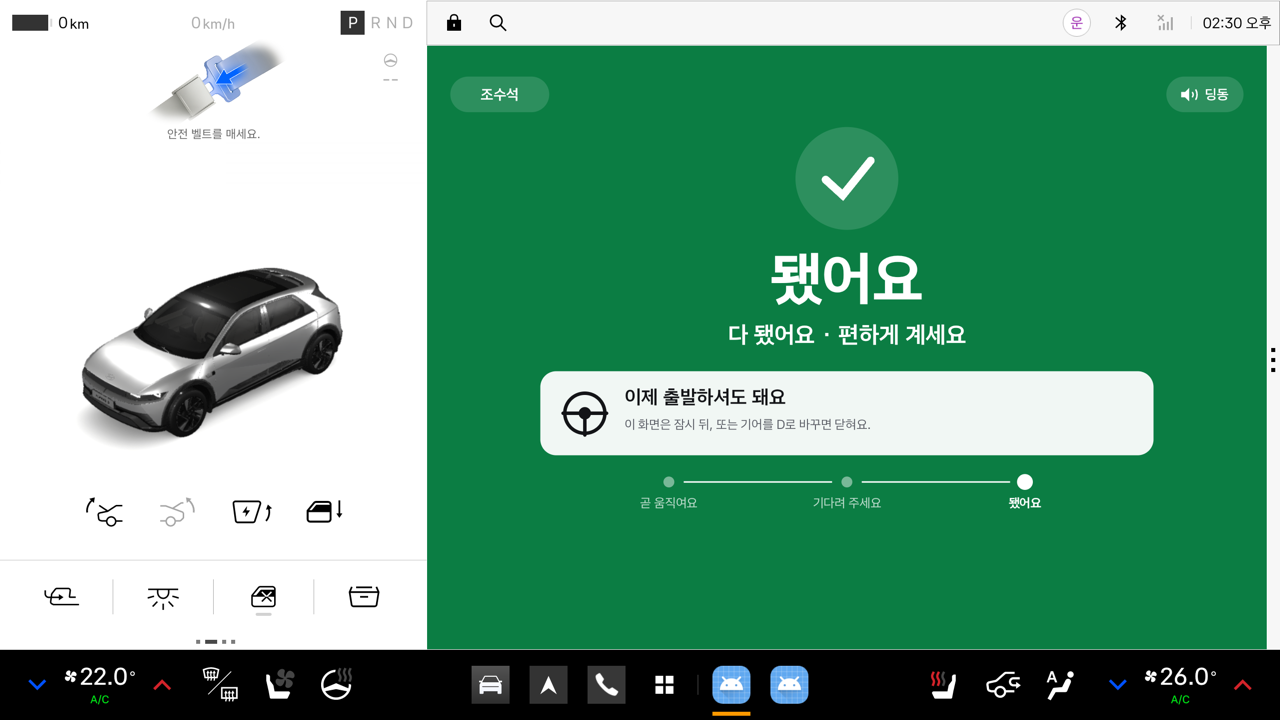 0km
0km/h
P R N D
안전 벨트를 매세요.
운
02:30 오후
조수석
딩동
됐어요
다 됐어요 · 편하게 계세요
이제 출발하셔도 돼요
이 화면은 잠시 뒤, 또는 기어를 D로 바꾸면 닫혀요.
곧 움직여요
기다려 주세요
됐어요
22.0°
A/C
A
26.0°
A/C